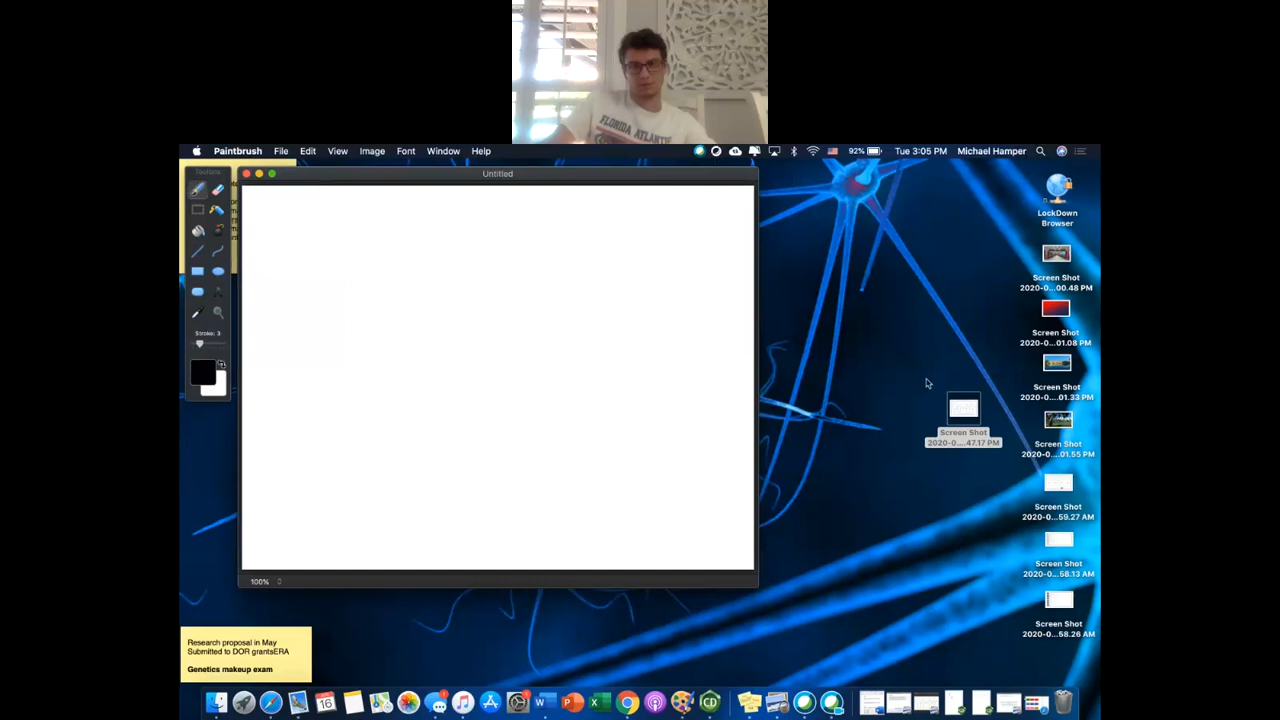 FLORIDA ATLANTIC
Paintbrush File Edit View Image Font Window Help
92% Tue 3:05 PM Michael Hamper
Untitled
Stroke: 3
100%
LockDown
Browser
Screen Shot
2020-0...00.48 PM
Screen Shot
2020-0....01.08 PM
Screen Shot
2020-0....01.33 PM
Screen Shot
2020-0....01.55 PM
Screen Shot
2020-0....47.17 PM
Screen Shot
2020-0...59.27 AM
Screen Shot
2020-0...58.13 AM
Screen Shot
2020-0....58.26 AM
Research proposal in May
Submitted to DOR grantsERA
Genetics makeup exam
16